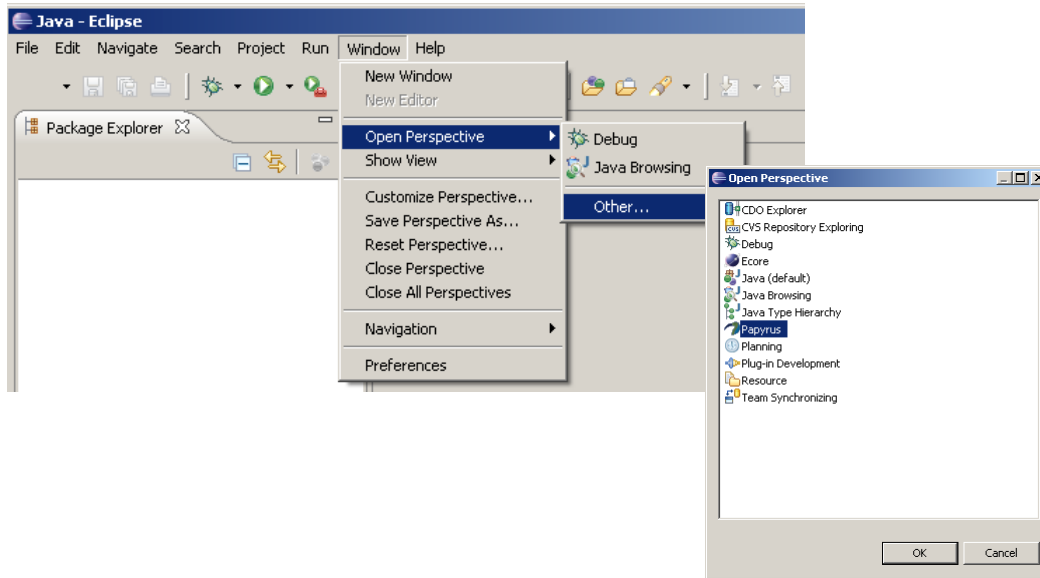 Java - Eclipse
File Edit Navigate Search Project Run Window Help
New Window
New Editor
Package Explorer
Open Perspective
Show View
Customize Perspective...
Save Perspective As...
Reset Perspective...
Close Perspective
Close All Perspectives
Navigation
Preferences
Debug
Java Browsing
Other...
Open Perspective
CDO Explorer
CVS Repository Exploring
Debug
Ecore
Java (default)
Java Browsing
Java Type Hierarchy
Papyrus
Planning
Plug-in Development
Resource
Team Synchronizing
OK Cancel